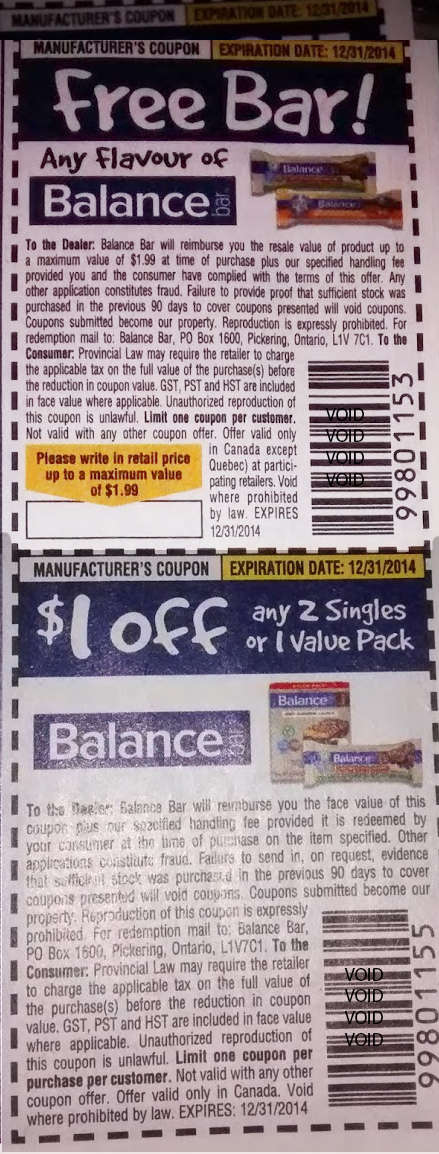 MANUFACTURER'S COUPON EXPIRATION DATE: 12/31/2014
MANUFACTURER'S COUPON EXPIRATION DATE: 12/31/2014
Free Bar!
Any Flavour of
Balance
bar.
Balance
Balance
To the Dealer: Balance Bar will reimburse you the resale value of product up to
a maximum value of $1.99 at time of purchase plus our specified handling fee
provided you and the consumer have complied with the terms of this offer. Any
other application constitutes fraud. Failure to provide proof that sufficient stock was
purchased in the previous 90 days to cover coupons presented will void coupons.
Coupons submitted become our property. Reproduction is expressly prohibited. For
redemption mail to: Balance Bar, PO Box 1600, Pickering, Ontario, L1V 7C1. To the
Consumer: Provincial Law may require the retailer to charge
the applicable tax on the full value of the purchase(s) before
the reduction in coupon value. GST, PST and HST are included
in face value where applicable. Unauthorized reproduction of
this coupon is unlawful. Limit one coupon per customer.
Not valid with any other coupon offer. Offer valid only
in Canada except
Quebec) at partici-
pating retailers. Void
where prohibited
by law. EXPIRES
12/31/2014
Please write in retail price
up to a maximum value
of $1.99
VOID
VOID
VOID
VOID
99801153
MANUFACTURER'S COUPON EXPIRATION DATE: 12/31/2014
$1 off
any 2 Singles
or 1 Value Pack
Balance
bar.
Balance
Balance
To the Dealer: Balance Bar will reimburse you the face value of this
coupon plus our specified handling fee provided it is redeemed by
your consumer at the time of purchase on the item specified. Other
applications constitute fraud. Failure to send in, on request, evidence
that sufficient stock was purchased in the previous 90 days to cover
coupons presented will void coupons. Coupons submitted become our
property. Reproduction of this coupon is expressly
prohibited. For redemption mail to: Balance Bar,
PO Box 1600, Pickering, Ontario, L1V7C1. To the
Consumer: Provincial Law may require the retailer
to charge the applicable tax on the full value of
the purchase(s) before the reduction in coupon
value. GST, PST and HST are included in face value
where applicable. Unauthorized reproduction of
this coupon is unlawful. Limit one coupon per
purchase per customer. Not valid with any other
coupon offer. Offer valid only in Canada. Void
where prohibited by law. EXPIRES: 12/31/2014
VOID
VOID
VOID
VOID
99801155